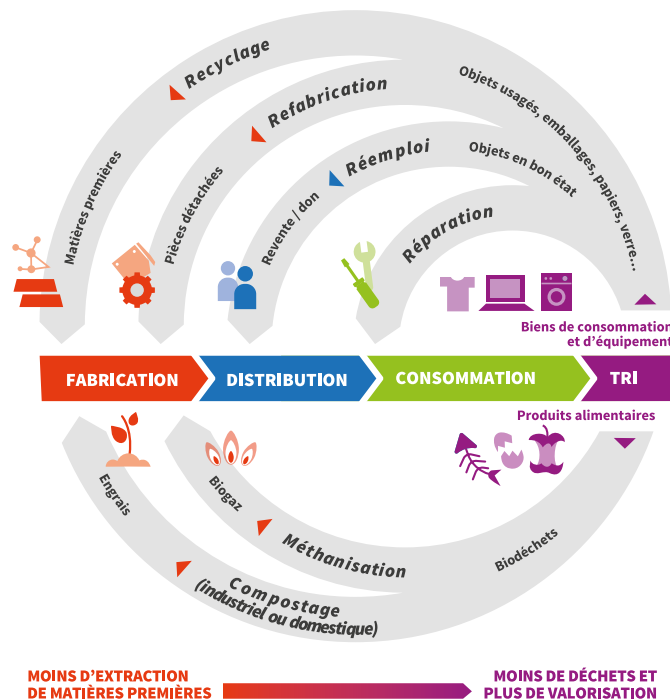 Recyclage
Refabrication
Réemploi
Réparation
Objets usagés, emballages, papiers, verre...
Objets en bon état
Matières premières
Pièces détachées
Revente / don
Biens de consommation
et d'équipement
FABRICATION
DISTRIBUTION
CONSOMMATION
TRI
Produits alimentaires
Engrais
Biogaz
Méthanisation
Biodéchets
Compostage
(industriel ou domestique)
MOINS D'EXTRACTION
DE MATIÈRES PREMIÈRES
MOINS DE DÉCHETS ET
PLUS DE VALORISATION